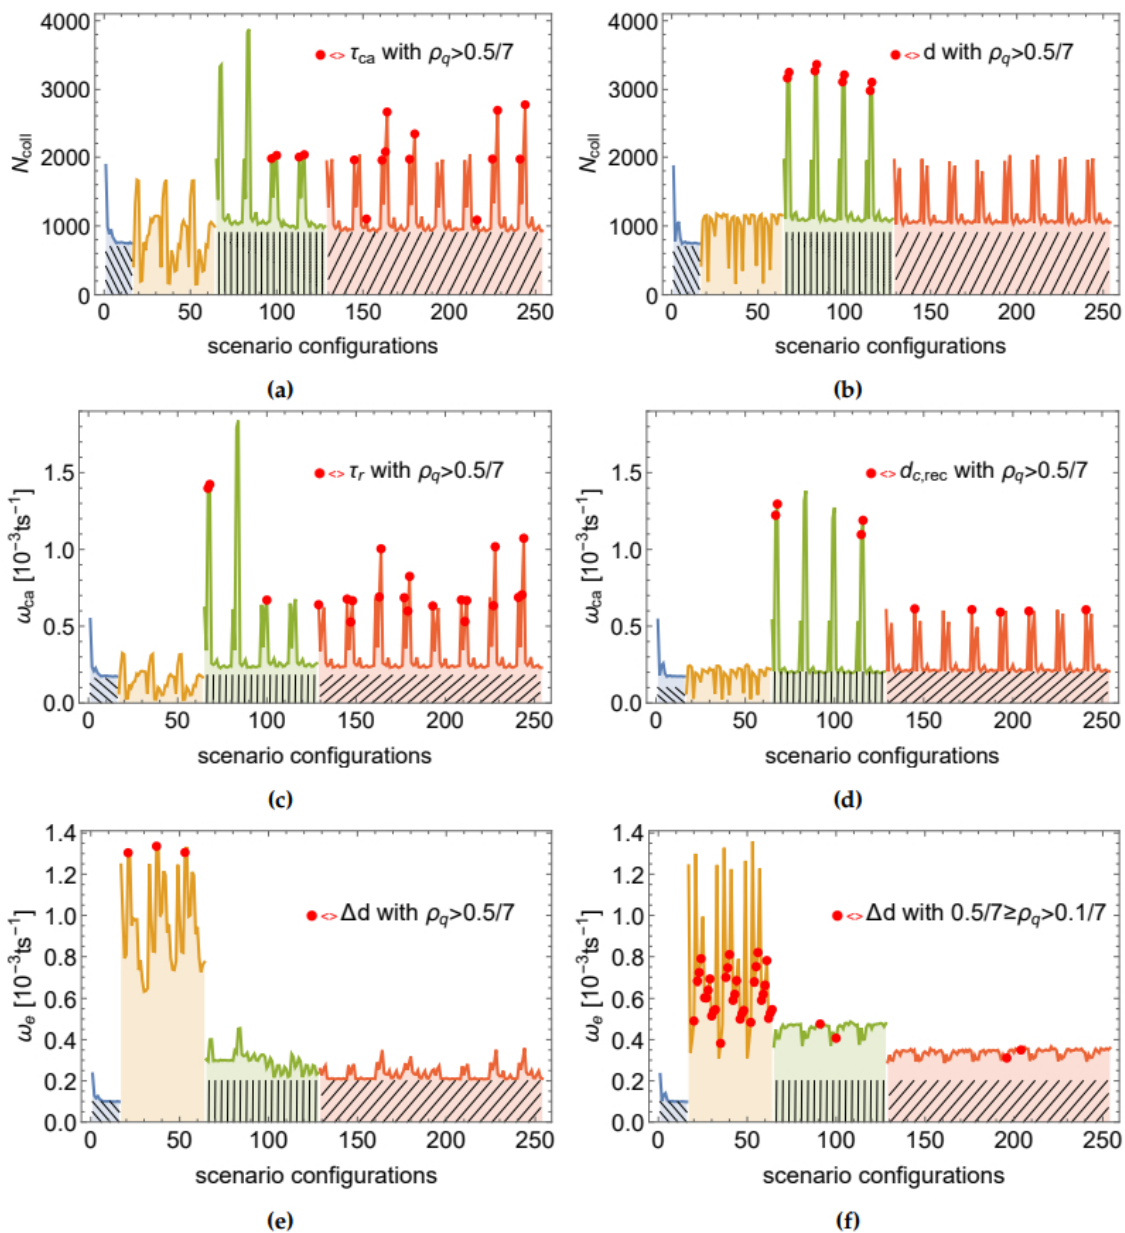 4000
3000
2000
1000
0
N_coll
● <> τ_ca with ρ_q>0.5/7
0 50 100 150 200 250
scenario configurations
(a)
4000
3000
2000
1000
0
N_coll
● <> d with ρ_q>0.5/7
0 50 100 150 200 250
scenario configurations
(b)
1.5
1.0
0.5
0.0
ω_ca [10⁻³ts⁻¹]
● <> τ_r with ρ_q>0.5/7
0 50 100 150 200 250
scenario configurations
(c)
1.5
1.0
0.5
0.0
ω_ca [10⁻³ts⁻¹]
● <> d_c,rec with ρ_q>0.5/7
0 50 100 150 200 250
scenario configurations
(d)
1.4
1.2
1.0
0.8
0.6
0.4
0.2
0.0
ω_e [10⁻³ts⁻¹]
● <> Δd with ρ_q>0.5/7
0 50 100 150 200 250
scenario configurations
(e)
1.4
1.2
1.0
0.8
0.6
0.4
0.2
0.0
ω_e [10⁻³ts⁻¹]
● <> Δd with 0.5/7≥ρ_q>0.1/7
0 50 100 150 200 250
scenario configurations
(f)